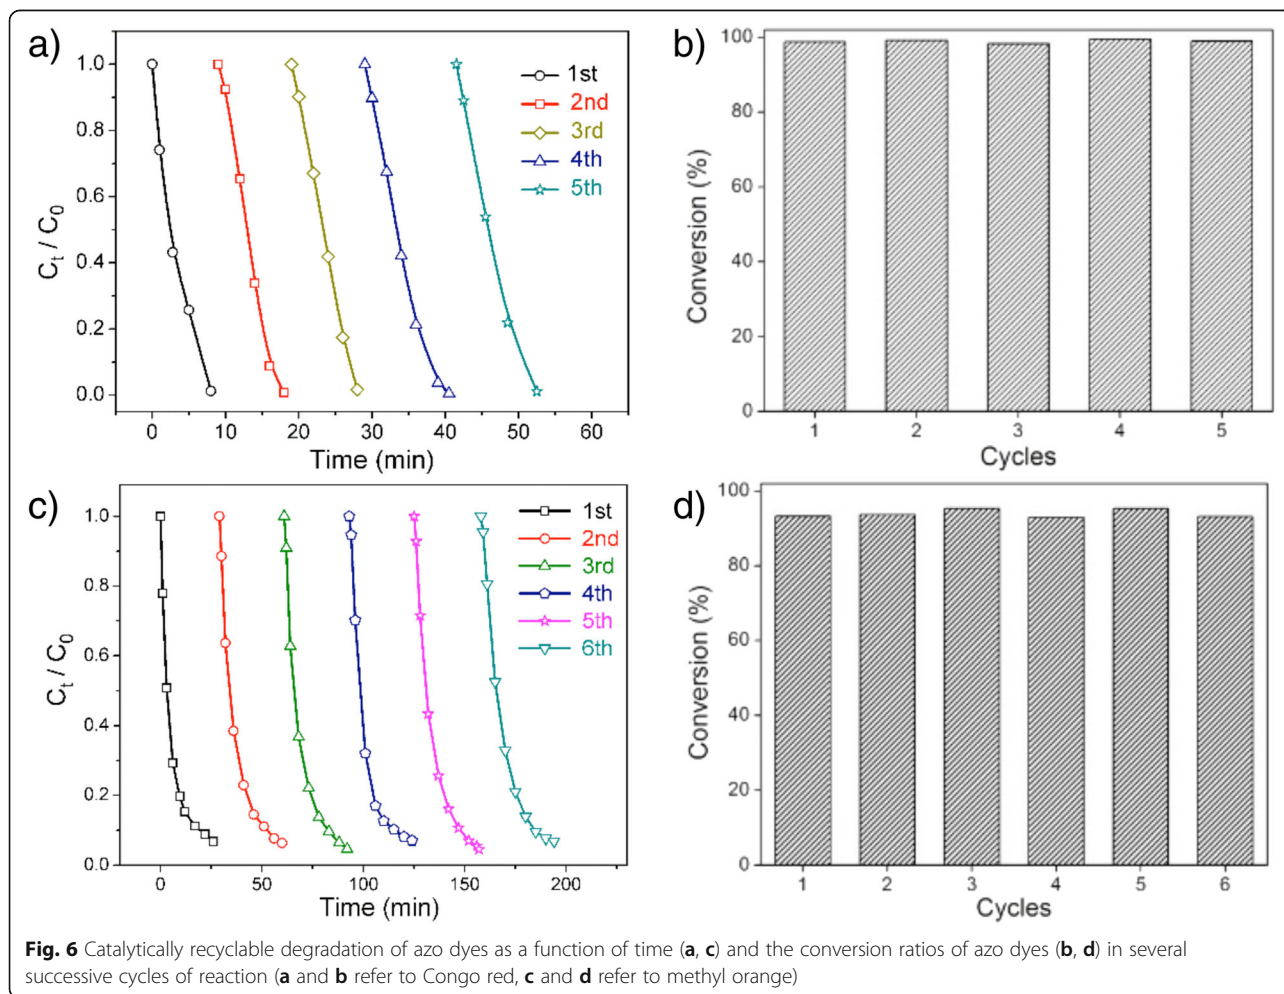 a)
1.0
0.8
0.6
0.4
0.2
0.0
Ct / C0
0 10 20 30 40 50 60
Time (min)
1st
2nd
3rd
4th
5th
b)
100
80
60
40
20
0
Conversion (%)
1 2 3 4 5
Cycles
c)
1.0
0.8
0.6
0.4
0.2
0.0
Ct / C0
0 50 100 150 200
Time (min)
1st
2nd
3rd
4th
5th
6th
d)
100
80
60
40
20
0
Conversion (%)
1 2 3 4 5 6
Cycles
Fig. 6 Catalytically recyclable degradation of azo dyes as a function of time (a, c) and the conversion ratios of azo dyes (b, d) in several
successive cycles of reaction (a and b refer to Congo red, c and d refer to methyl orange)